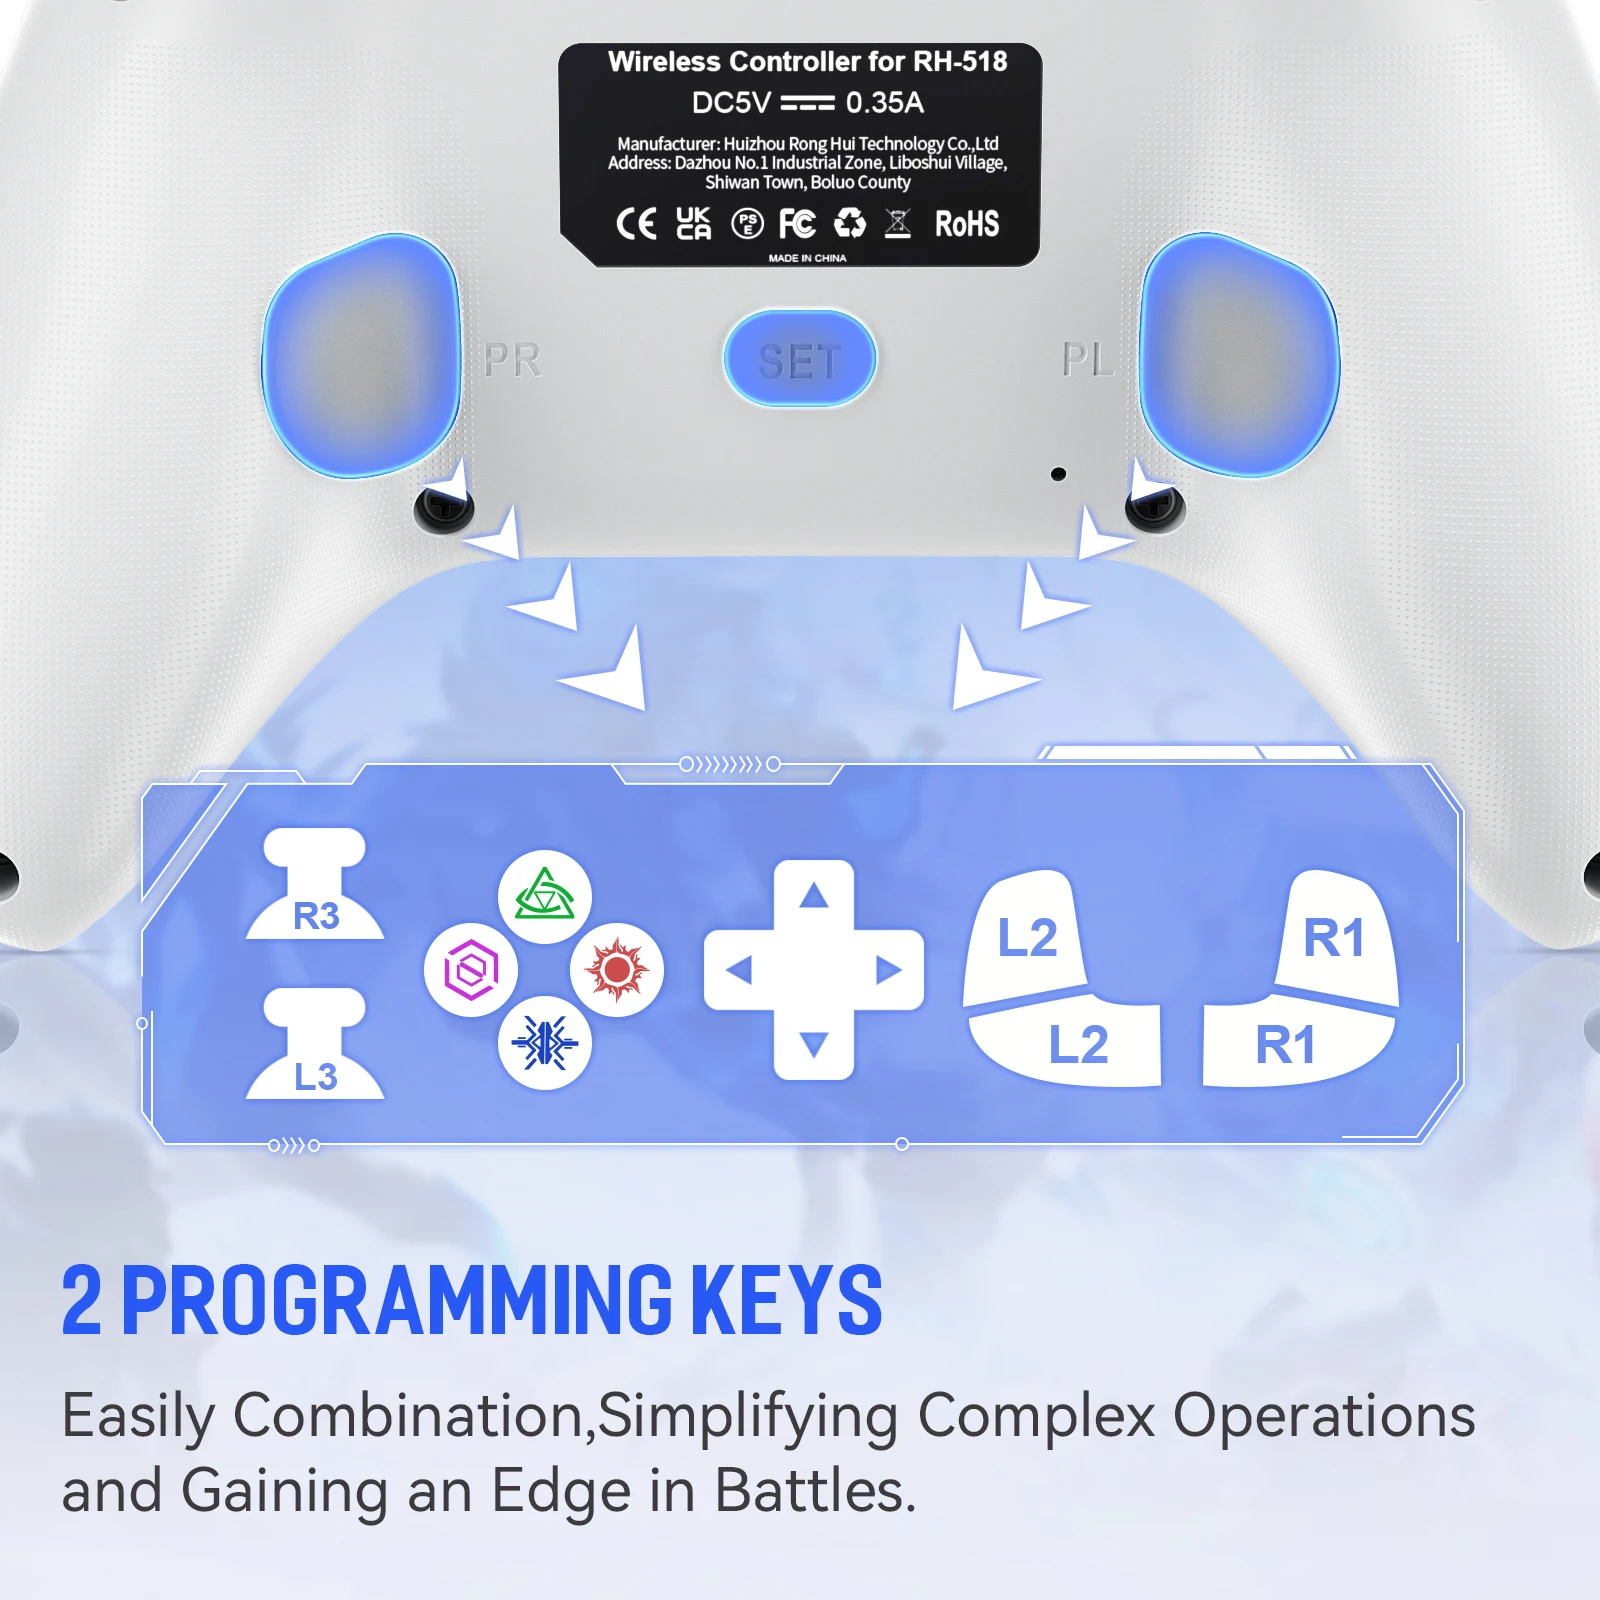 Wireless Controller for RH-518
DC5V 0.35A
Manufacturer: Huizhou Rong Hui Technology Co.,Ltd
Address: Dazhou No.1 Industrial Zone, Liboshui Village,
Shiwan Town, Boluo County
CE UK CA PS E FC RoHS
MADE IN CHINA
PR SET PL
R3
L3
L2 R1
L2 R1
2 PROGRAMMING KEYS
Easily Combination,Simplifying Complex Operations
and Gaining an Edge in Battles.